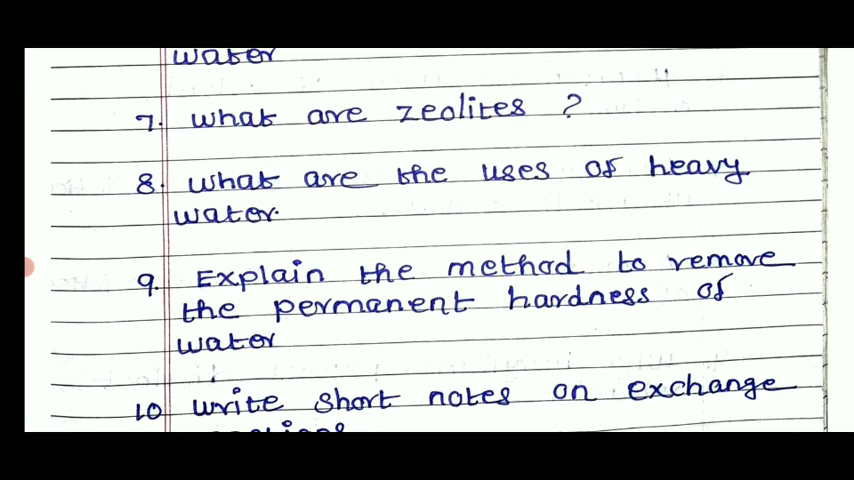 water
7. What are zeolites ?
8. What are the uses of heavy
water.
9. Explain the method to remove
the permanent hardness of
water
10 Write short notes on exchange